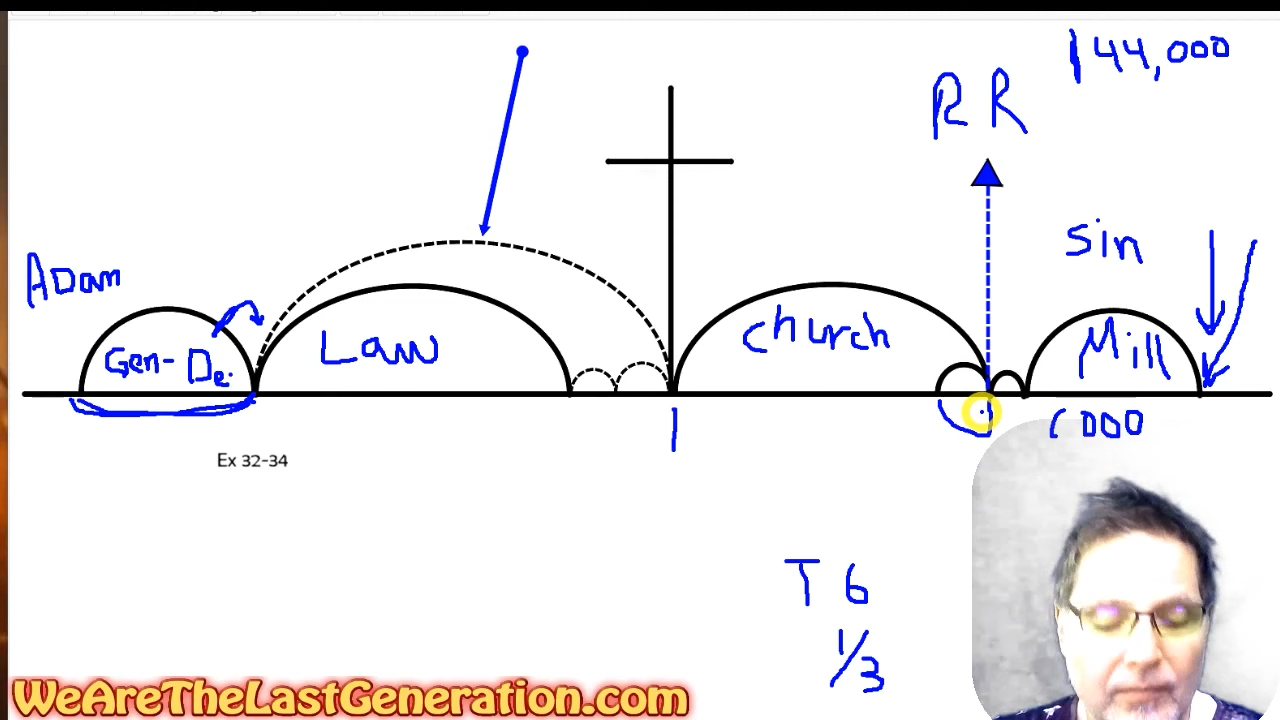 144,000
RR
Sin
Adam
Gen- De.
Law
Church
Mill
1
1000
Ex 32-34
T6
1/3
WeAreTheLastGeneration.com